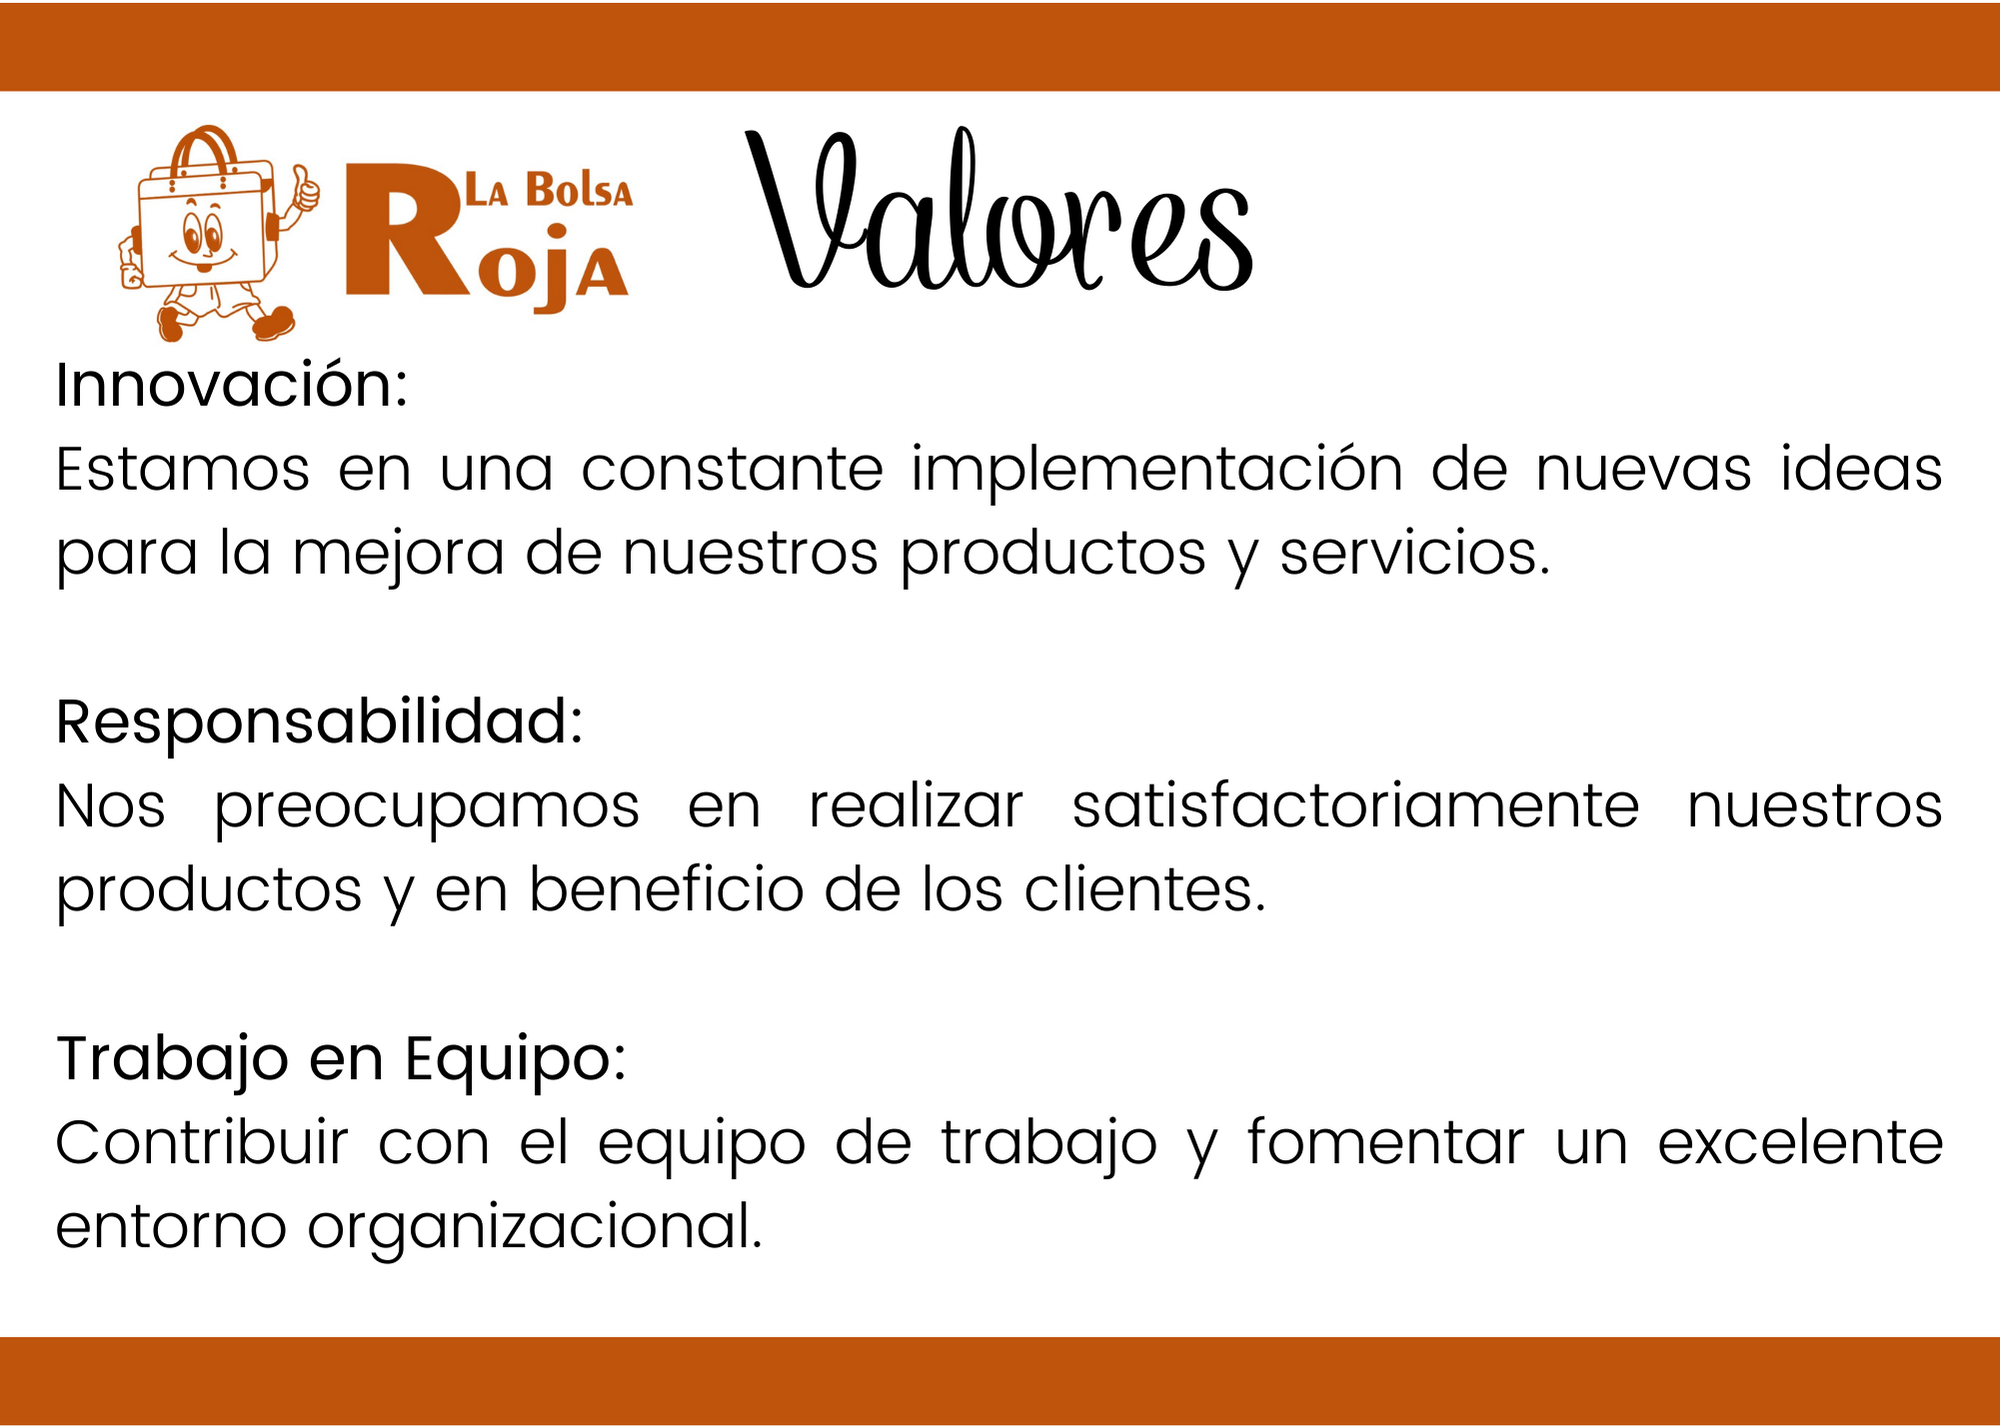 La Bolsa
Roja
Valores
Innovación:
Estamos en una constante implementación de nuevas ideas
para la mejora de nuestros productos y servicios.
Responsabilidad:
Nos preocupamos en realizar satisfactoriamente nuestros
productos y en beneficio de los clientes.
Trabajo en Equipo:
Contribuir con el equipo de trabajo y fomentar un excelente
entorno organizacional.